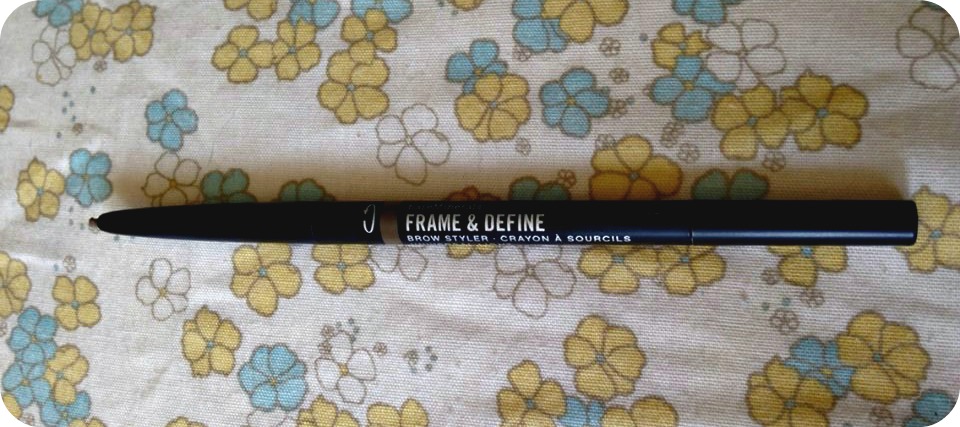 FRAME & DEFINE
BROW STYLER · CRAYON À SOURCILS